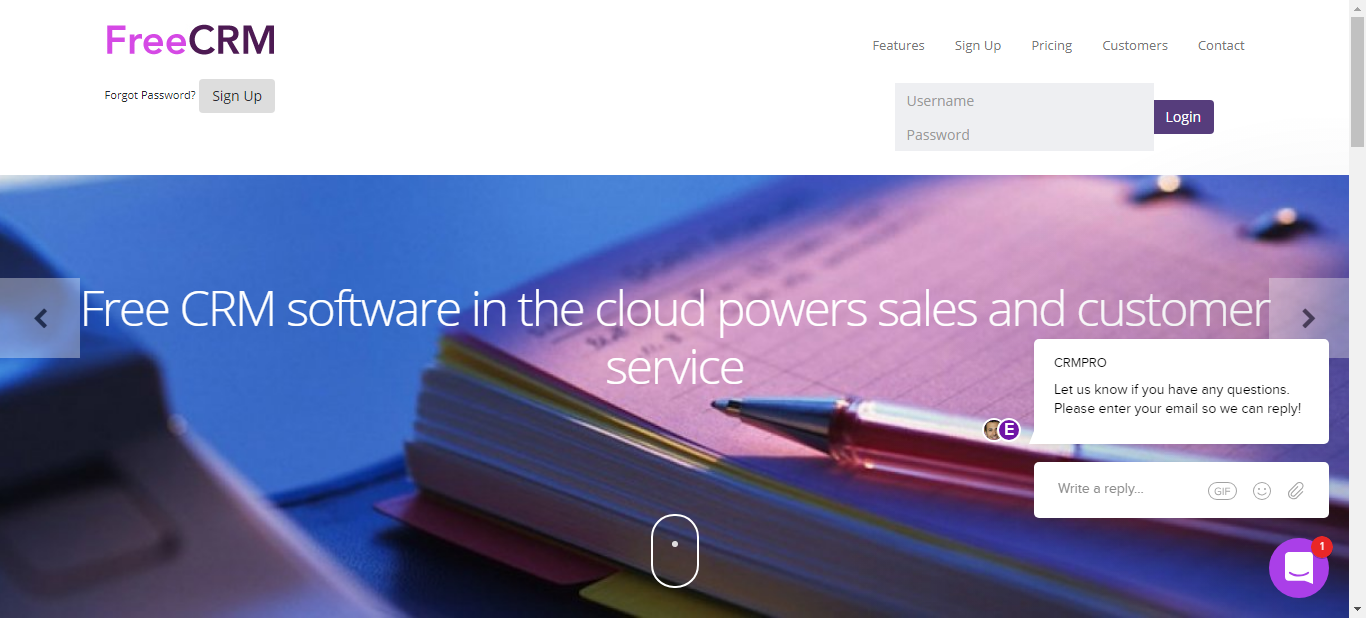 FreeCRM
Features Sign Up Pricing Customers Contact
Forgot Password? Sign Up
Username
Password
Login
Free CRM software in the cloud powers sales and customer
service
CRMPRO
Let us know if you have any questions.
Please enter your email so we can reply!
E
Write a reply...
GIF
1